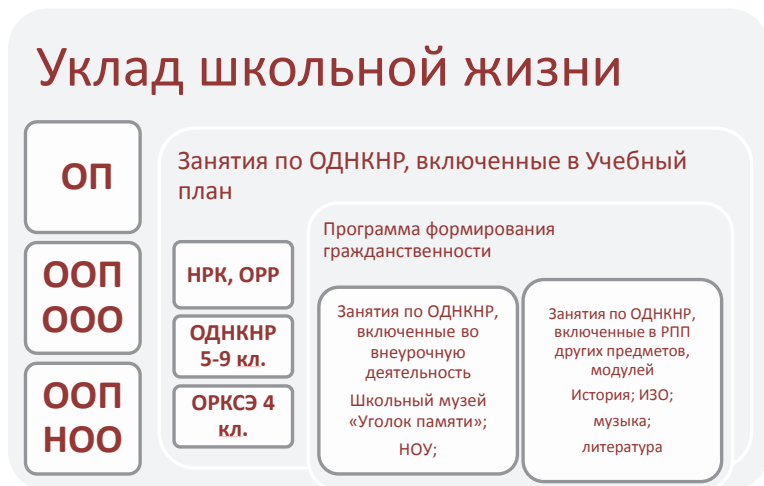 Уклад школьной жизни
ОП
ООП
ООО
ООП
НОО
Занятия по ОДНКНР, включенные в Учебный
план
НРК, ОРР
ОДНКНР
5-9 кл.
ОРКСЭ 4
кл.
Программа формирования
гражданственности
Занятия по ОДНКНР,
включенные во
внеурочную
деятельность
Школьный музей
«Уголок памяти»;
НОУ;
Занятия по ОДНКНР,
включенные в РПП
других предметов,
модулей
История; ИЗО;
музыка;
литература